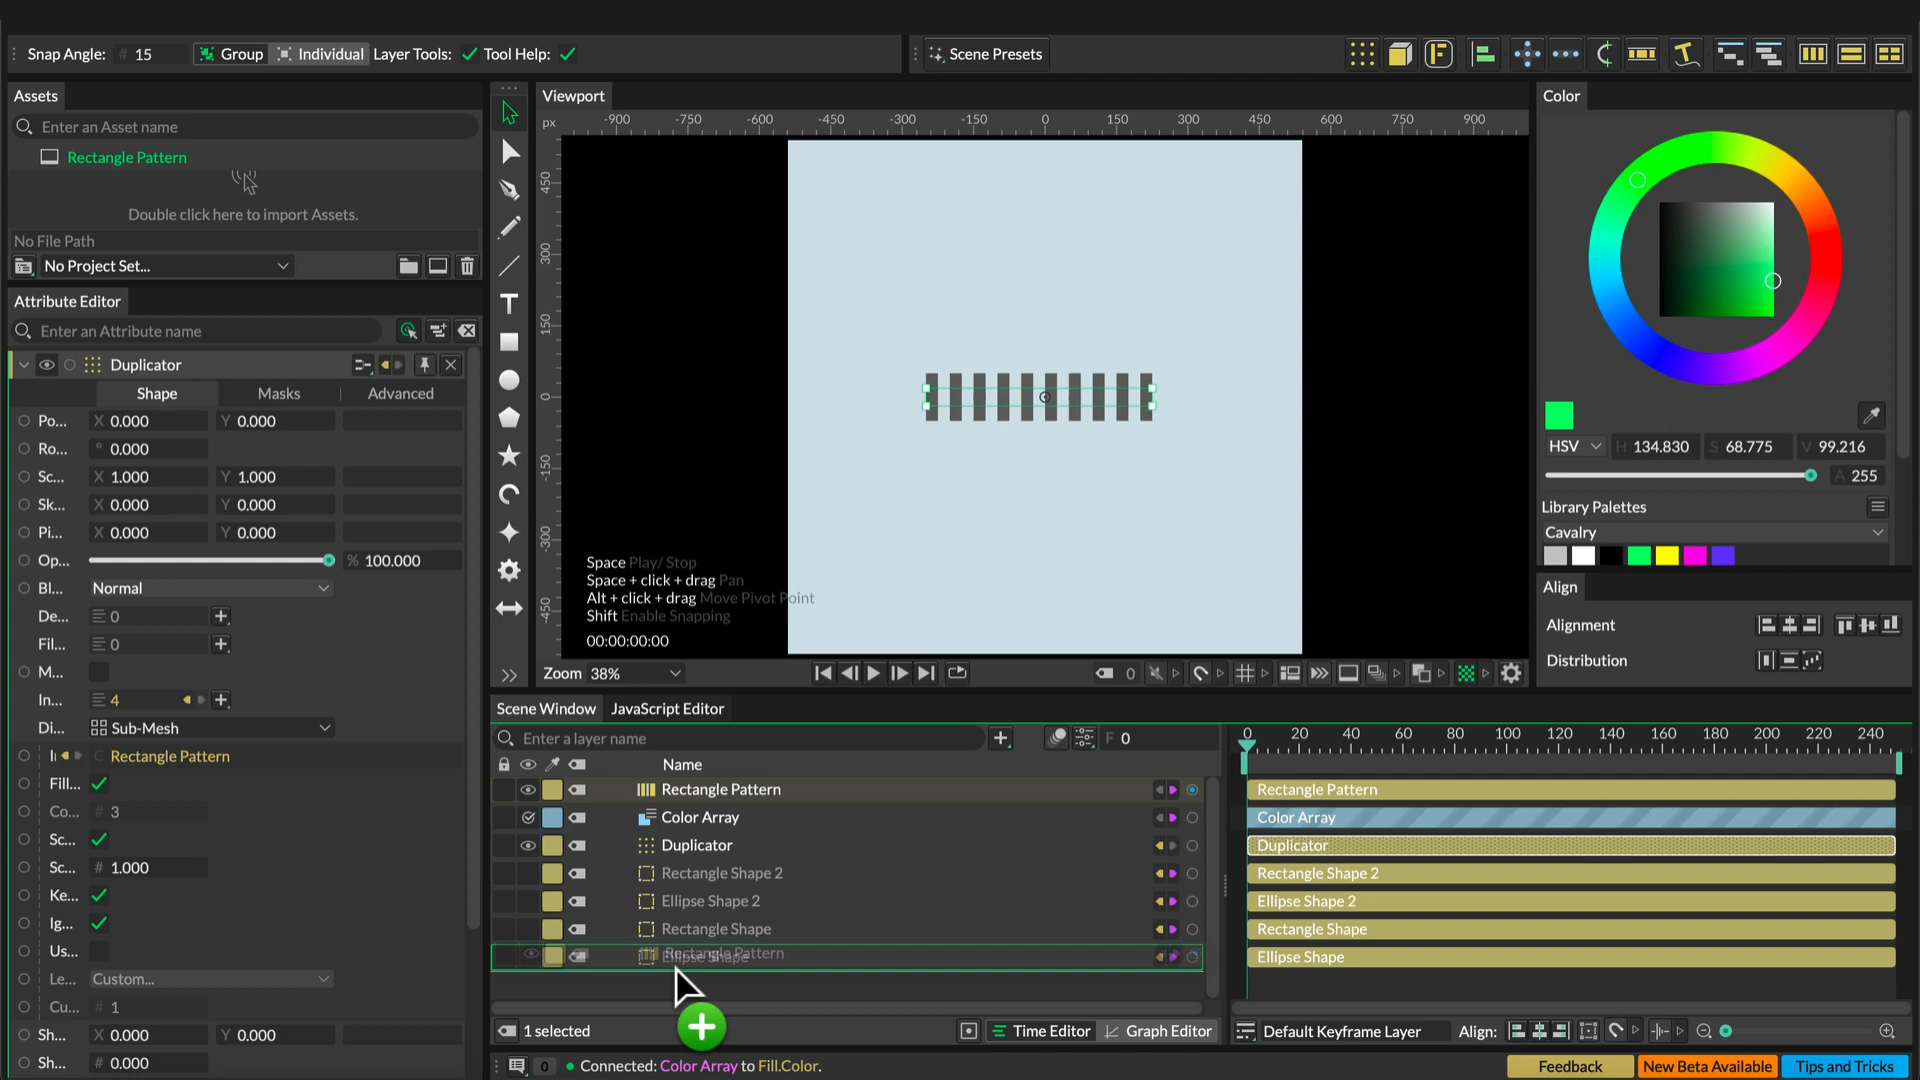 Snap Angle: # 15 Group Individual Layer Tools: Tool Help:
Scene Presets
Assets
Enter an Asset name
Rectangle Pattern
Double click here to import Assets.
No File Path
No Project Set...
Attribute Editor
Enter an Attribute name
Duplicator
Shape Masks Advanced
Po... X 0.000 Y 0.000
Ro... ° 0.000
Sc... X 1.000 Y 1.000
Sk... X 0.000 Y 0.000
Pi... X 0.000 Y 0.000
Op... % 100.000
Bl... Normal
De... 0
Fil... 0
M...
In... 4
Di... Sub-Mesh
Rectangle Pattern
Fill...
Co... # 3
Sc...
Sc... # 1.000
Ke...
Ig...
Us...
Le... Custom...
Cu... # 1
Sh... X 0.000 Y 0.000
Sh... # 0.000
Viewport
px -900 -750 -600 -450 -300 -150 0 150 300 450 600 750 900
450
300
150
0
-150
-300
-450
Space Play/ Stop
Space + click + drag Pan
Alt + click + drag Move Pivot Point
Shift Enable Snapping
00:00:00:00
Zoom 38%
0
Color
HSV H 134.830 S 68.775 V 99.216
A 255
Library Palettes
Cavalry
Align
Alignment
Distribution
Scene Window JavaScript Editor
Enter a layer name
F 0
Name
Rectangle Pattern
Color Array
Duplicator
Rectangle Shape 2
Ellipse Shape 2
Rectangle Shape
Rectangle Pattern
Ellipse Shape
0 20 40 60 80 100 120 140 160 180 200 220 240
Rectangle Pattern
Color Array
Duplicator
Rectangle Shape 2
Ellipse Shape 2
Rectangle Shape
Ellipse Shape
1 selected
Time Editor Graph Editor
Default Keyframe Layer Align:
0 Connected: Color Array to Fill.Color.
Feedback New Beta Available Tips and Tricks